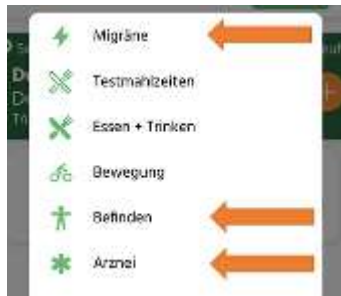 Migräne
Testmahlzeiten
Essen + Trinken
Bewegung
Befinden
Arznei